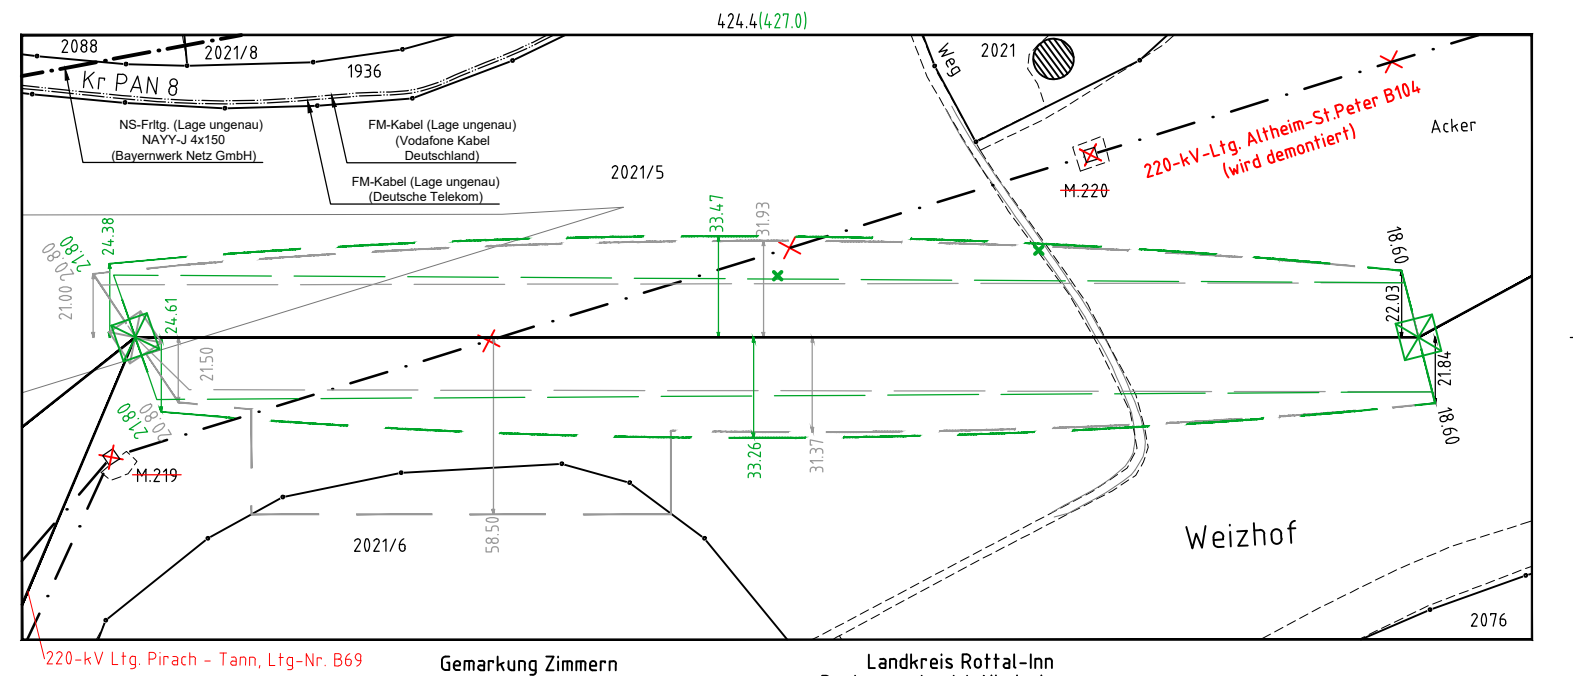 424.4(427.0)
2088
2021/8
1936
Kr PAN 8
NS-Frltg. (Lage ungenau)
NAYY-J 4x150
(Bayernwerk Netz GmbH)
FM-Kabel (Lage ungenau)
(Vodafone Kabel
Deutschland)
FM-Kabel (Lage ungenau)
(Deutsche Telekom)
2021/5
Weg
2021
220-kV-Ltg. Altheim-St.Peter B104
(wird demontiert)
Acker
M.220
33.47
31.93
24.38
21.80
20.80
21.00
24.61
21.50
18.60
22.03
21.84
18.60
21.80
20.80
M.219
33.26
31.37
58.50
2021/6
Weizhof
2076
220-kV Ltg. Pirach - Tann, Ltg-Nr. B69
Gemarkung Zimmern
Landkreis Rottal-Inn